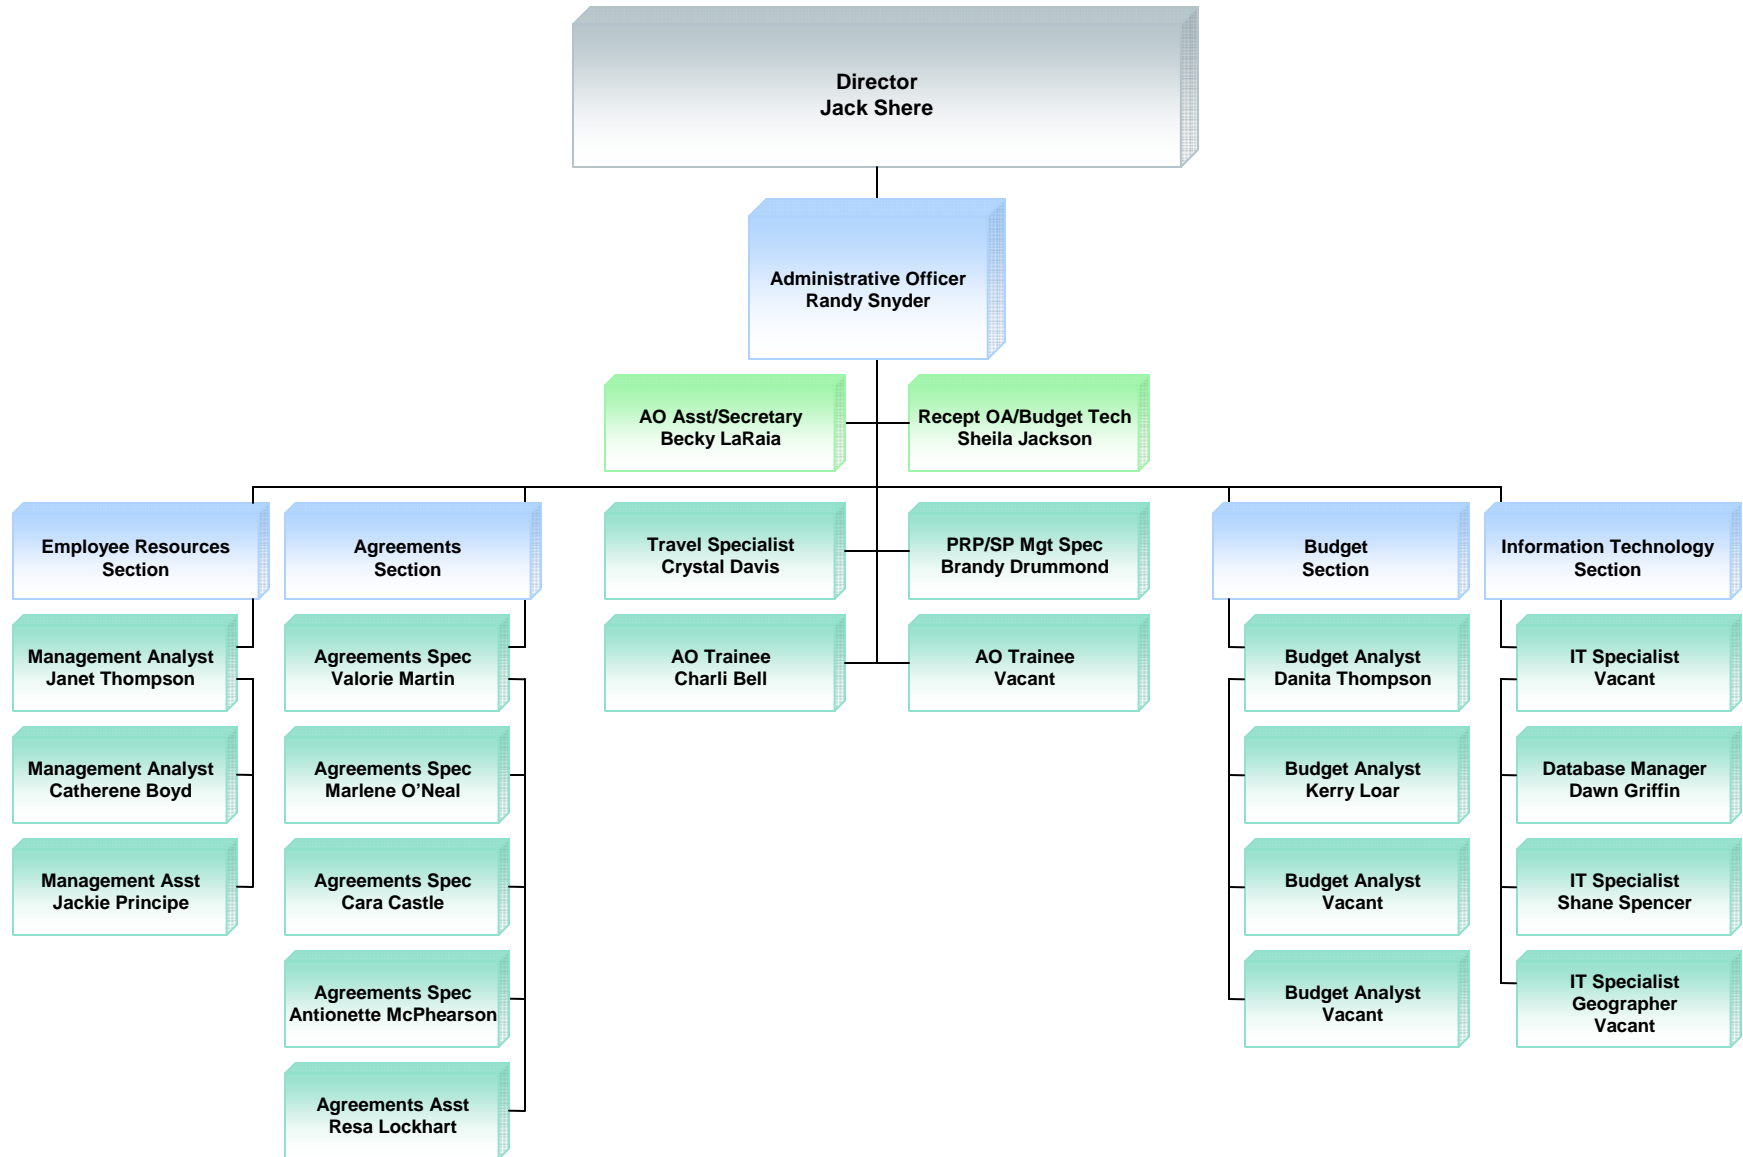 Director
Jack Shere
Administrative Officer
Randy Snyder
AO Asst/Secretary
Becky LaRaia
Recept OA/Budget Tech
Sheila Jackson
Employee Resources
Section
Agreements
Section
Travel Specialist
Crystal Davis
PRP/SP Mgt Spec
Brandy Drummond
Budget
Section
Information Technology
Section
Management Analyst
Janet Thompson
Agreements Spec
Valorie Martin
AO Trainee
Charli Bell
AO Trainee
Vacant
Budget Analyst
Danita Thompson
IT Specialist
Vacant
Management Analyst
Catherene Boyd
Agreements Spec
Marlene O’Neal
Budget Analyst
Kerry Loar
Database Manager
Dawn Griffin
Management Asst
Jackie Principe
Agreements Spec
Cara Castle
Budget Analyst
Vacant
IT Specialist
Shane Spencer
Agreements Spec
Antionette McPhearson
Budget Analyst
Vacant
IT Specialist
Geographer
Vacant
Agreements Asst
Resa Lockhart